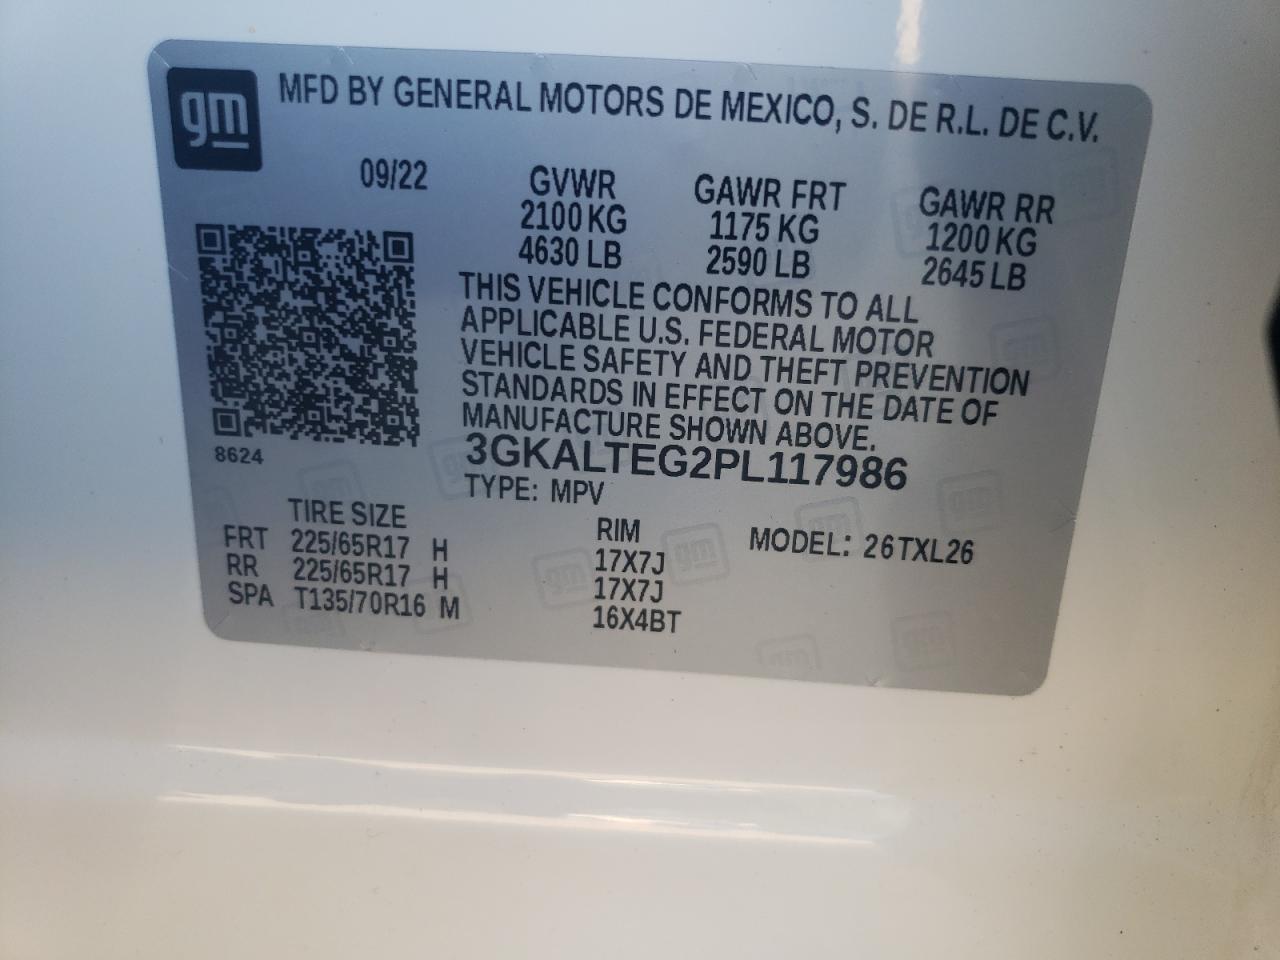 gm
MFD BY GENERAL MOTORS DE MEXICO, S. DE R.L. DE C.V.
09/22 GVWR GAWR FRT GAWR RR
2100 KG 1175 KG 1200 KG
4630 LB 2590 LB 2645 LB
THIS VEHICLE CONFORMS TO ALL
APPLICABLE U.S. FEDERAL MOTOR
VEHICLE SAFETY AND THEFT PREVENTION
STANDARDS IN EFFECT ON THE DATE OF
MANUFACTURE SHOWN ABOVE.
8624
3GKALTEG2PL117986
TYPE: MPV
TIRE SIZE RIM MODEL: 26TXL26
FRT 225/65R17 H 17X7J
RR 225/65R17 H 17X7J
SPA T135/70R16 M 16X4BT